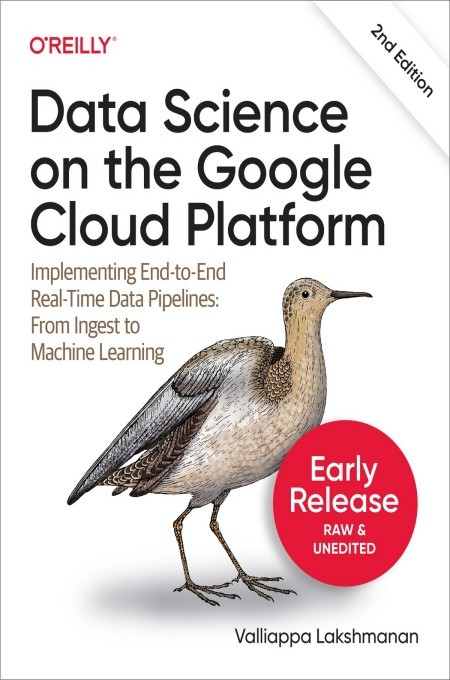 O'REILLY®
2nd Edition
Data Science
on the Google
Cloud Platform
Implementing End-to-End
Real-Time Data Pipelines:
From Ingest to
Machine Learning
Early
Release
RAW &
UNEDITED
Valliappa Lakshmanan